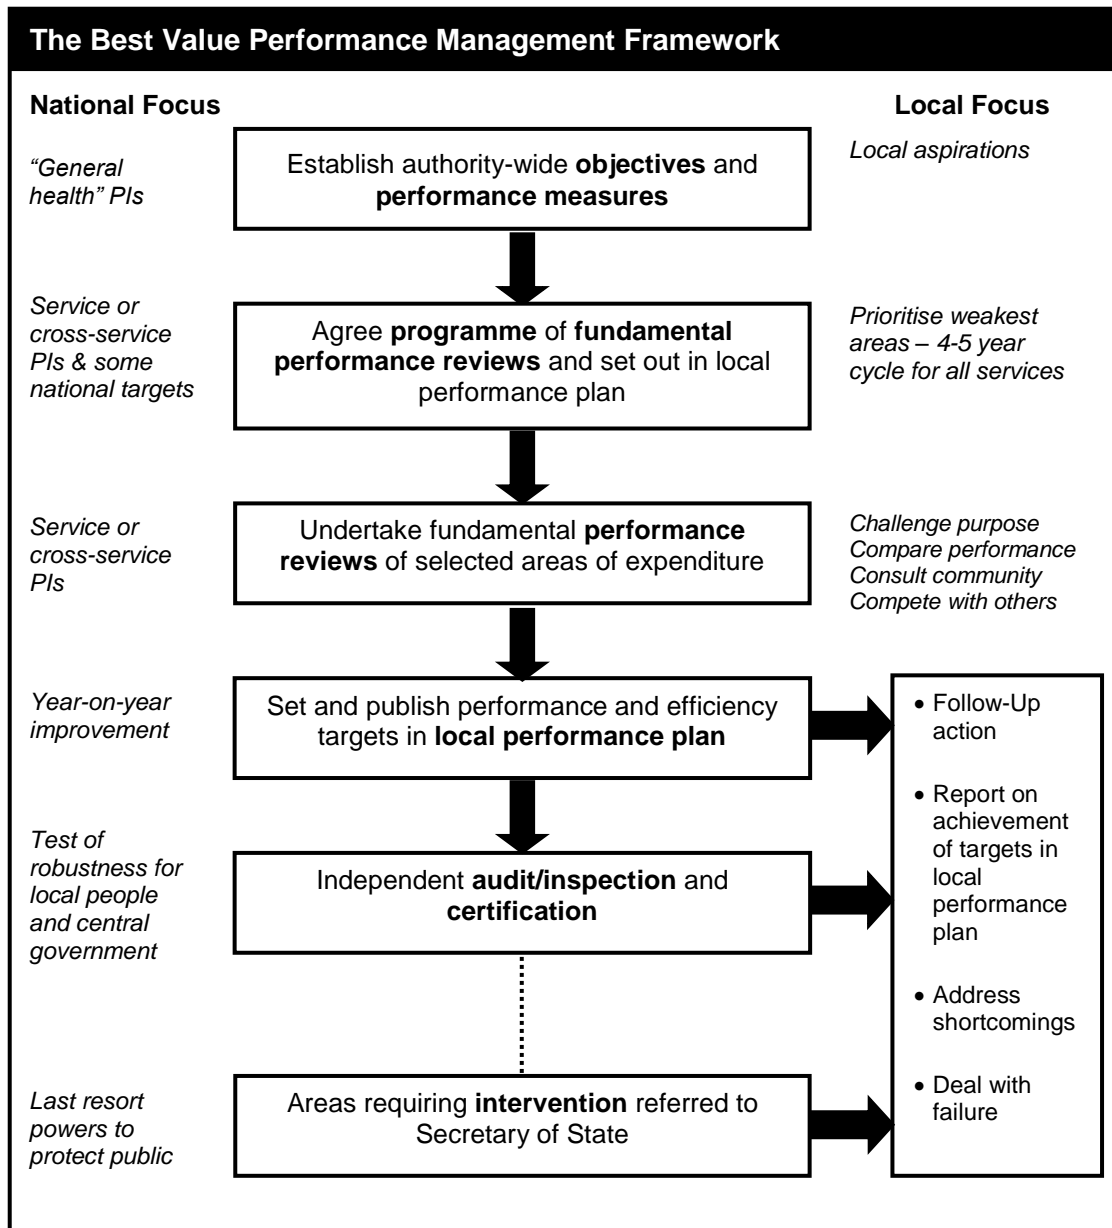 The Best Value Performance Management Framework
National Focus
Local Focus
“General
health” PIs
Establish authority-wide objectives and
performance measures
Local aspirations
Service or
cross-service
PIs & some
national targets
Agree programme of fundamental
performance reviews and set out in local
performance plan
Prioritise weakest
areas – 4-5 year
cycle for all services
Service or
cross-service
PIs
Undertake fundamental performance
reviews of selected areas of expenditure
Challenge purpose
Compare performance
Consult community
Compete with others
Year-on-year
improvement
Set and publish performance and efficiency
targets in local performance plan
Test of
robustness for
local people
and central
government
Independent audit/inspection and
certification
Last resort
powers to
protect public
Areas requiring intervention referred to
Secretary of State
• Follow-Up
action
• Report on
achievement
of targets in
local
performance
plan
• Address
shortcomings
• Deal with
failure